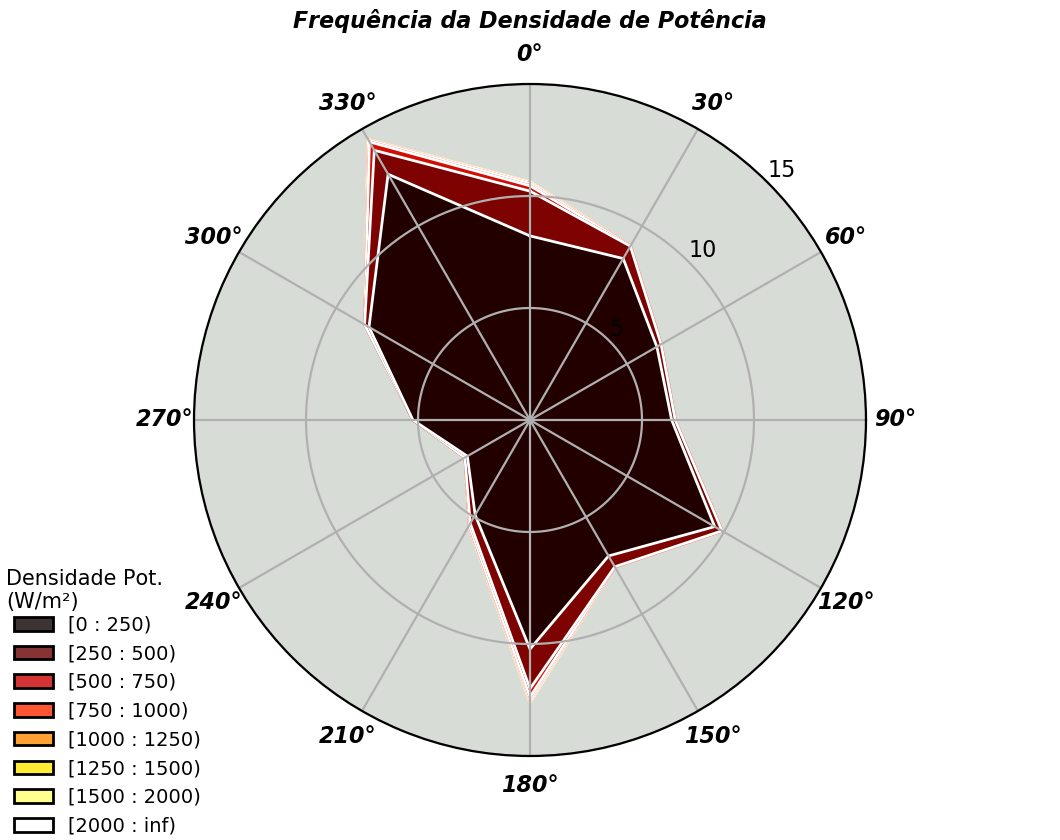 Frequência da Densidade de Potência
0°
330°
30°
15
300°
60°
10
5
270°
90°
240°
120°
210°
150°
180°
Densidade Pot.
(W/m²)
[0 : 250)
[250 : 500)
[500 : 750)
[750 : 1000)
[1000 : 1250)
[1250 : 1500)
[1500 : 2000)
[2000 : inf)